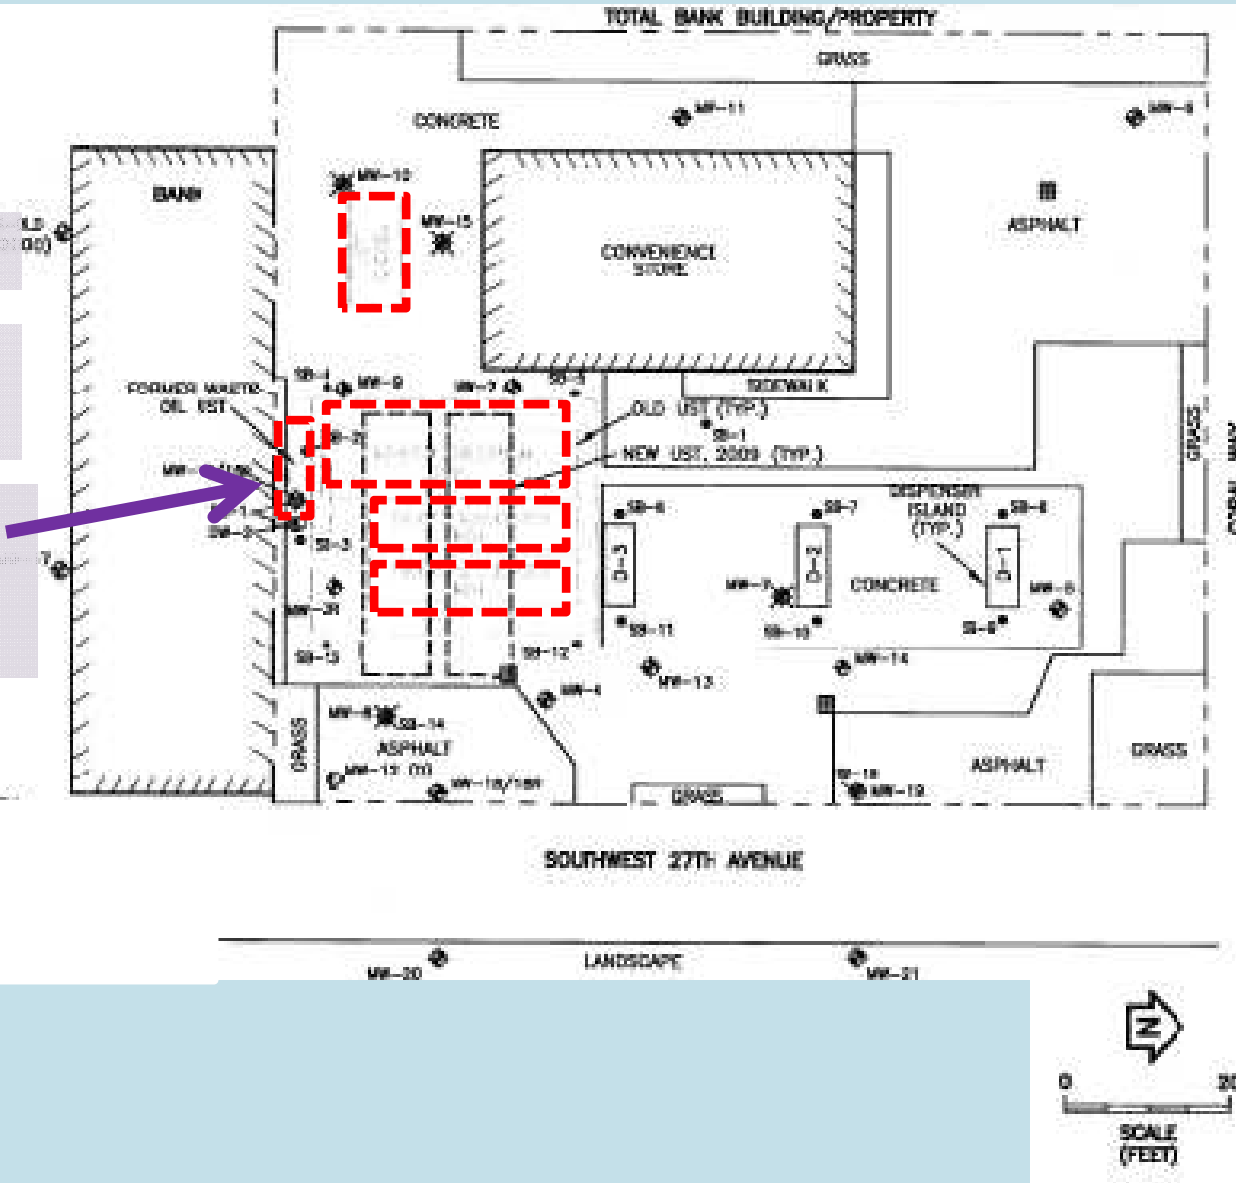 TOTAL BANK BUILDING/PROPERTY
GRASS
MW-11
CONCRETE
BANK
MW-10
MW-15
ASPHALT
CONVENIENCE
STORE
SB-4
MW-9
MW-7
SIDEWALK
FORMER WASTE
OIL UST
OLD UST (TYP.)
SB-1
NEW UST, 2009 (TYP.)
GRASS
DISPENSER
ISLAND
(TYP.)
SB-6
SB-7
SB-8
SB-3
D-3
D-2
D-1
CONCRETE
SB-11
SB-10
SB-9
SB-13
SB-12
MW-14
MW-13
MW-4
SB-14
ASPHALT
GRASS
MW-18/18R
ASPHALT
GRASS
MW-19
GRASS
SOUTHWEST 27TH AVENUE
LANDSCAPE
MW-20
MW-21
N
0 20
SCALE
(FEET)